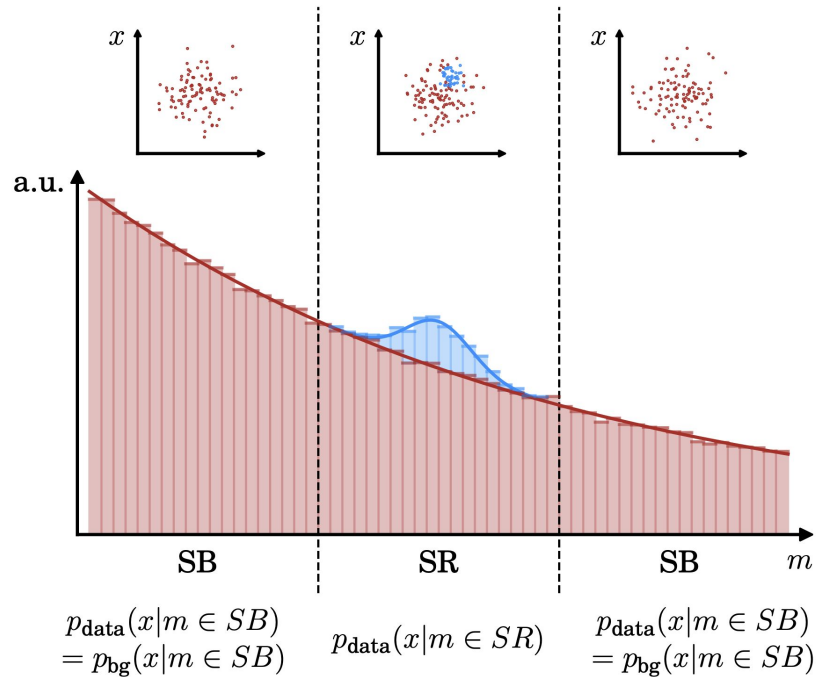 x
x
x
a.u.
SB
SR
SB
m
p_data(x|m ∈ SB)
= p_bg(x|m ∈ SB)
p_data(x|m ∈ SR)
p_data(x|m ∈ SB)
= p_bg(x|m ∈ SB)